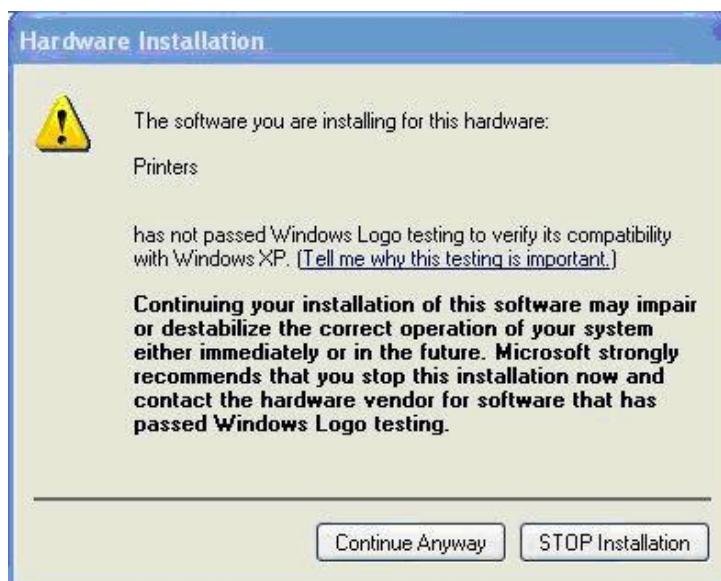 Hardware Installation
The software you are installing for this hardware:
Printers
has not passed Windows Logo testing to verify its compatibility
with Windows XP. (Tell me why this testing is important.)
Continuing your installation of this software may impair
or destabilize the correct operation of your system
either immediately or in the future. Microsoft strongly
recommends that you stop this installation now and
contact the hardware vendor for software that has
passed Windows Logo testing.
Continue Anyway
STOP Installation